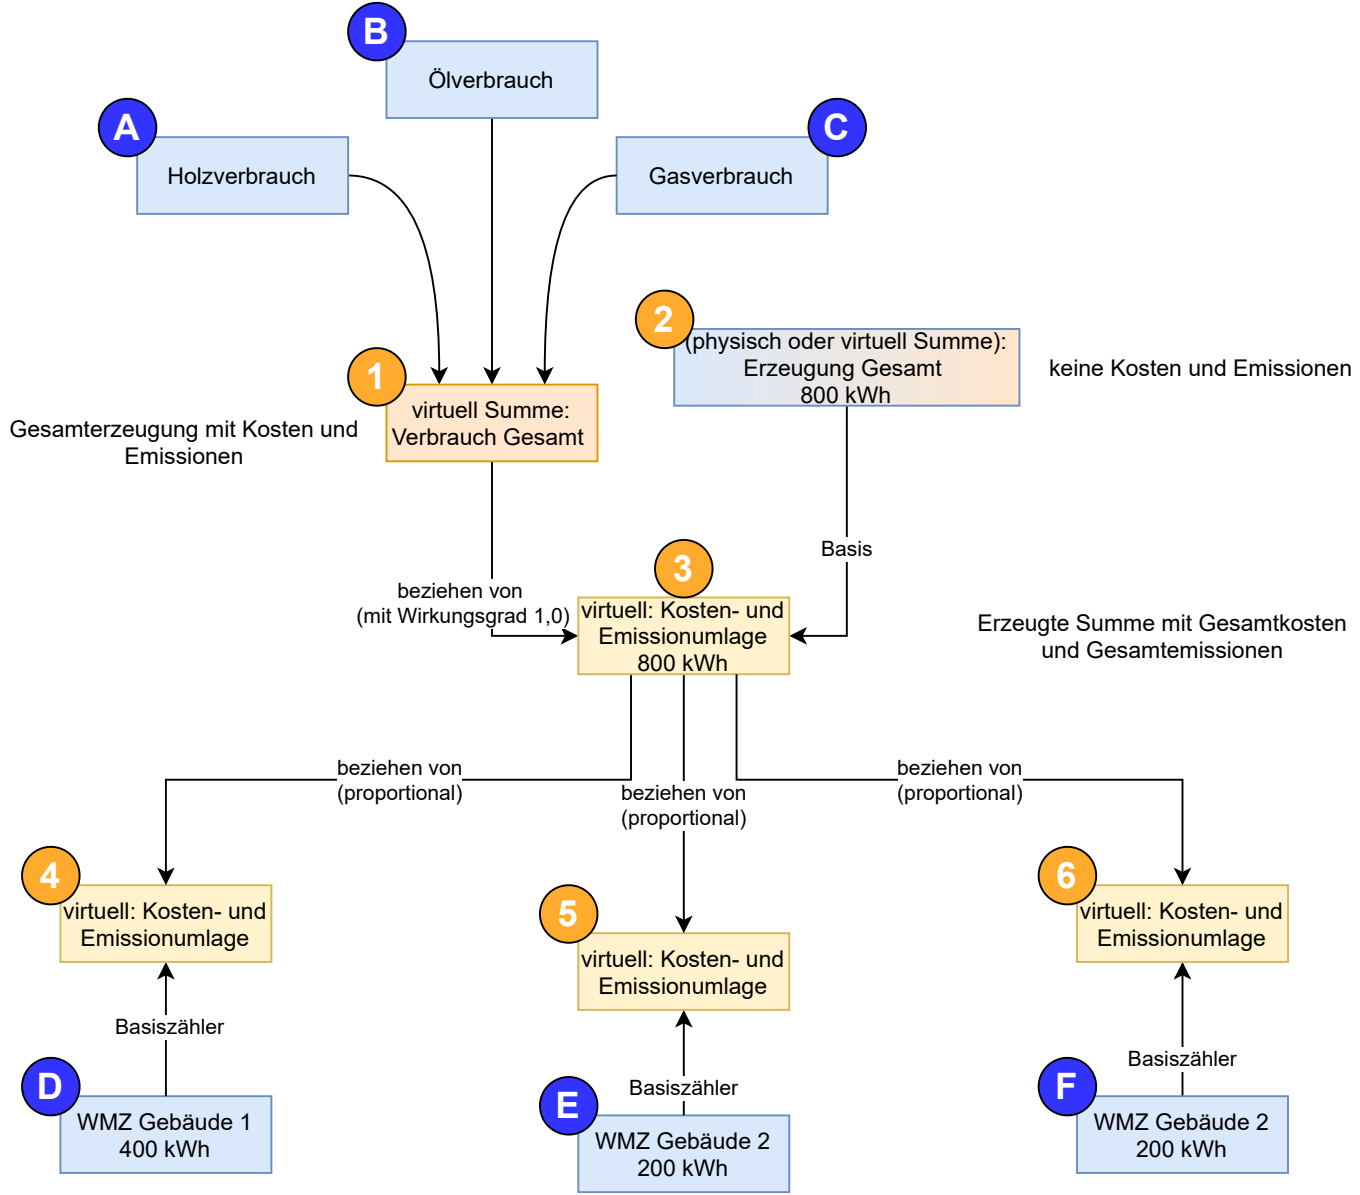 B
Ölverbrauch
A
Holzverbrauch
C
Gasverbrauch
2
(physisch oder virtuell Summe):
Erzeugung Gesamt
800 kWh
keine Kosten und Emissionen
1
virtuell Summe:
Verbrauch Gesamt
Gesamterzeugung mit Kosten und
Emissionen
Basis
3
beziehen von
(mit Wirkungsgrad 1,0)
virtuell: Kosten- und
Emissionumlage
800 kWh
Erzeugte Summe mit Gesamtkosten
und Gesamtemissionen
beziehen von
(proportional)
beziehen von
(proportional)
beziehen von
(proportional)
4
virtuell: Kosten- und
Emissionumlage
5
virtuell: Kosten- und
Emissionumlage
6
virtuell: Kosten- und
Emissionumlage
Basiszähler
Basiszähler
Basiszähler
D
WMZ Gebäude 1
400 kWh
E
WMZ Gebäude 2
200 kWh
F
WMZ Gebäude 2
200 kWh